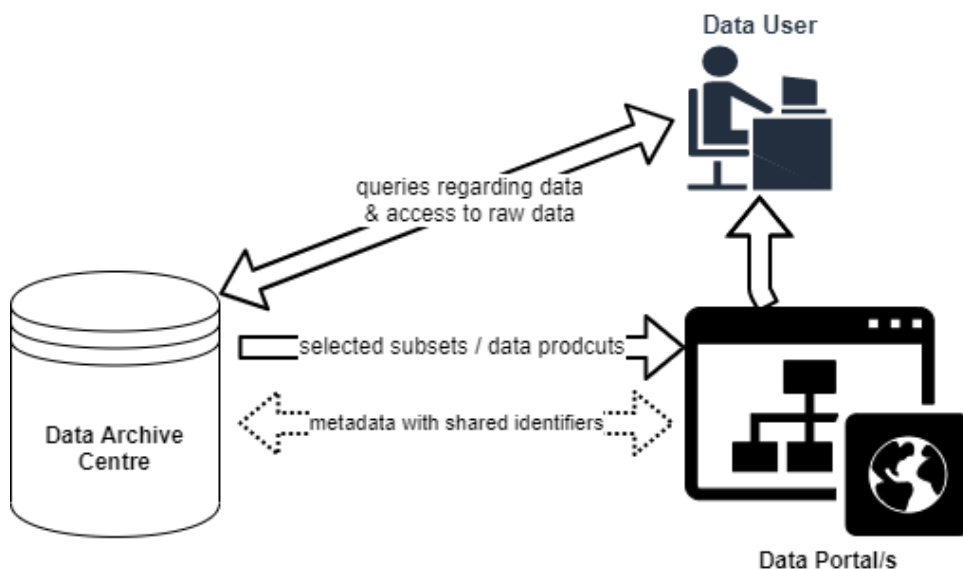 Data User
queries regarding data
& access to raw data
selected subsets / data prodcuts
metadata with shared identifiers
Data Archive
Centre
Data Portal/s